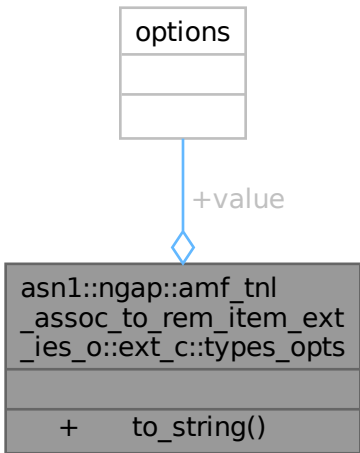 options
+value
asn1::ngap::amf_tnl
_assoc_to_rem_item_ext
_ies_o::ext_c::types_opts
+ to_string()